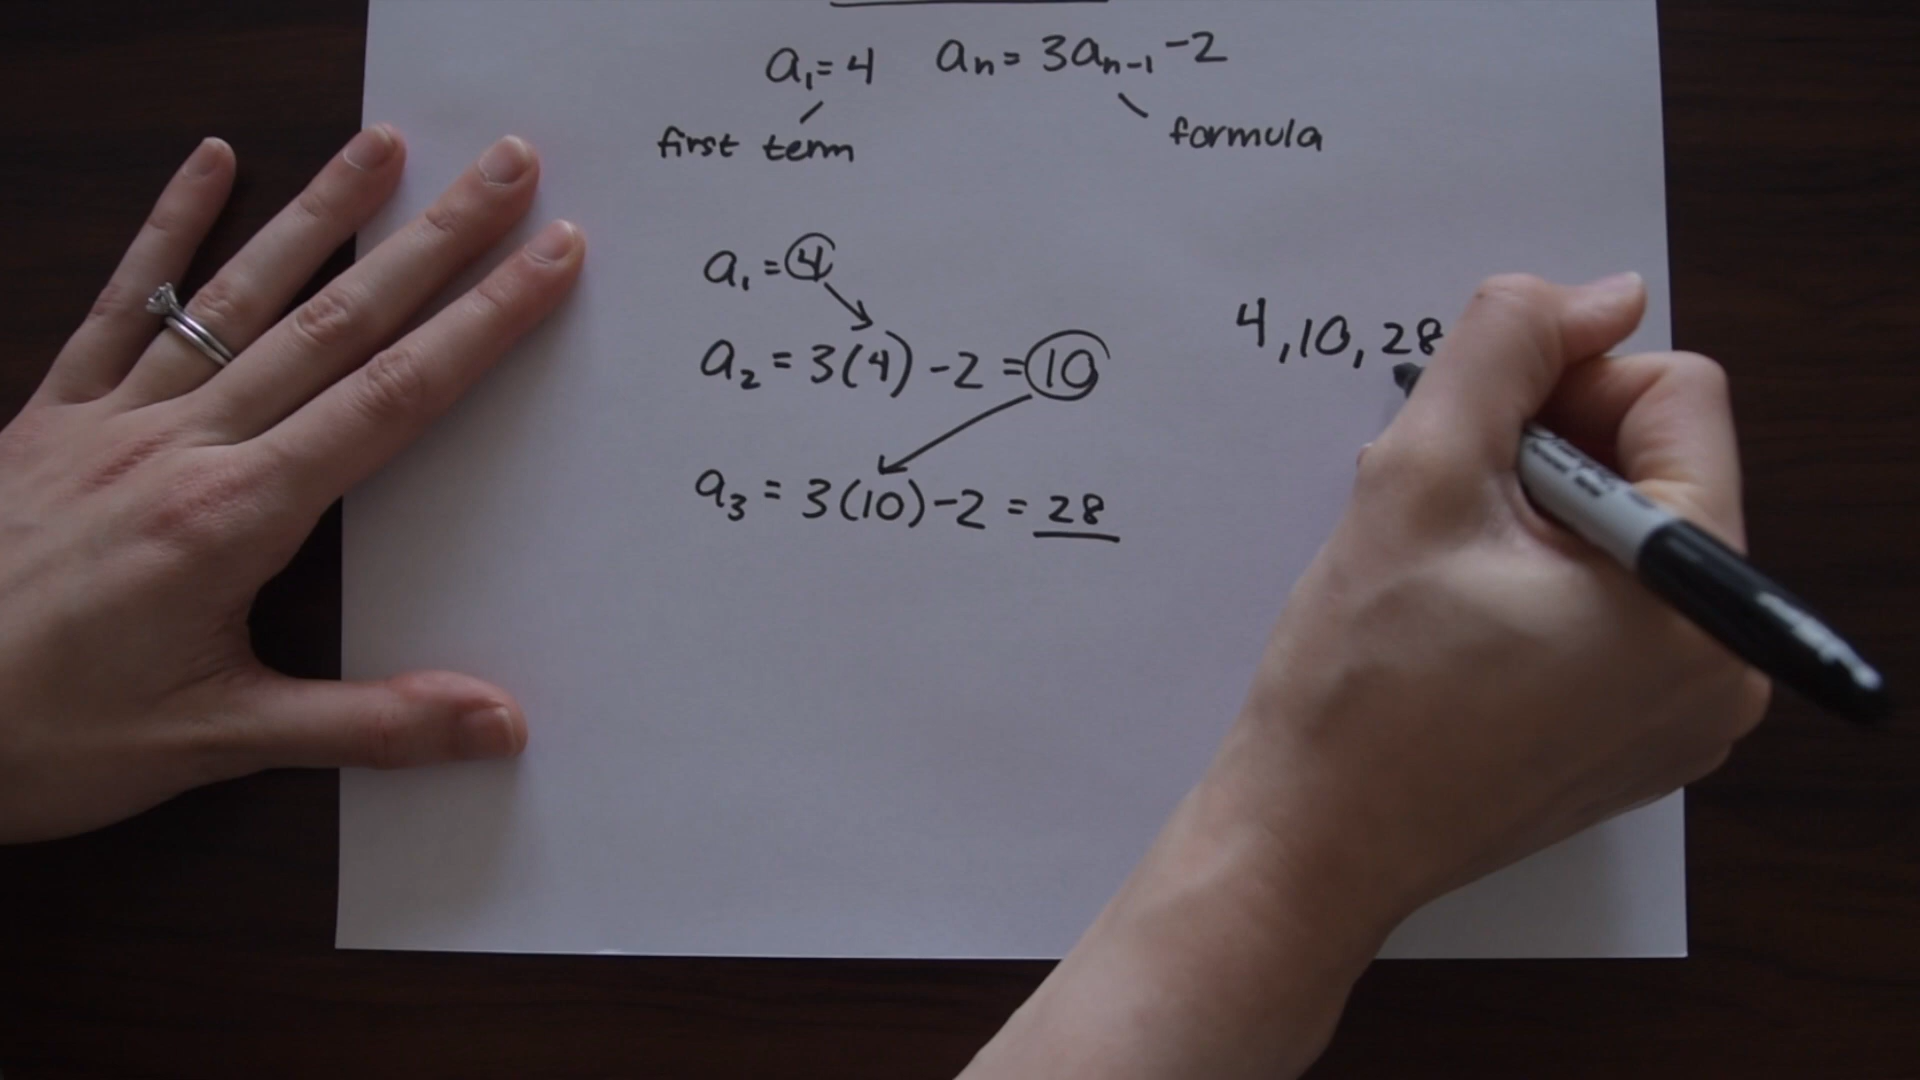 a₁=4 aₙ= 3aₙ₋₁ -2
first term
formula
a₁ =4
a₂ = 3(4) -2 =10
a₃ = 3(10)-2 = 28
4,10,28